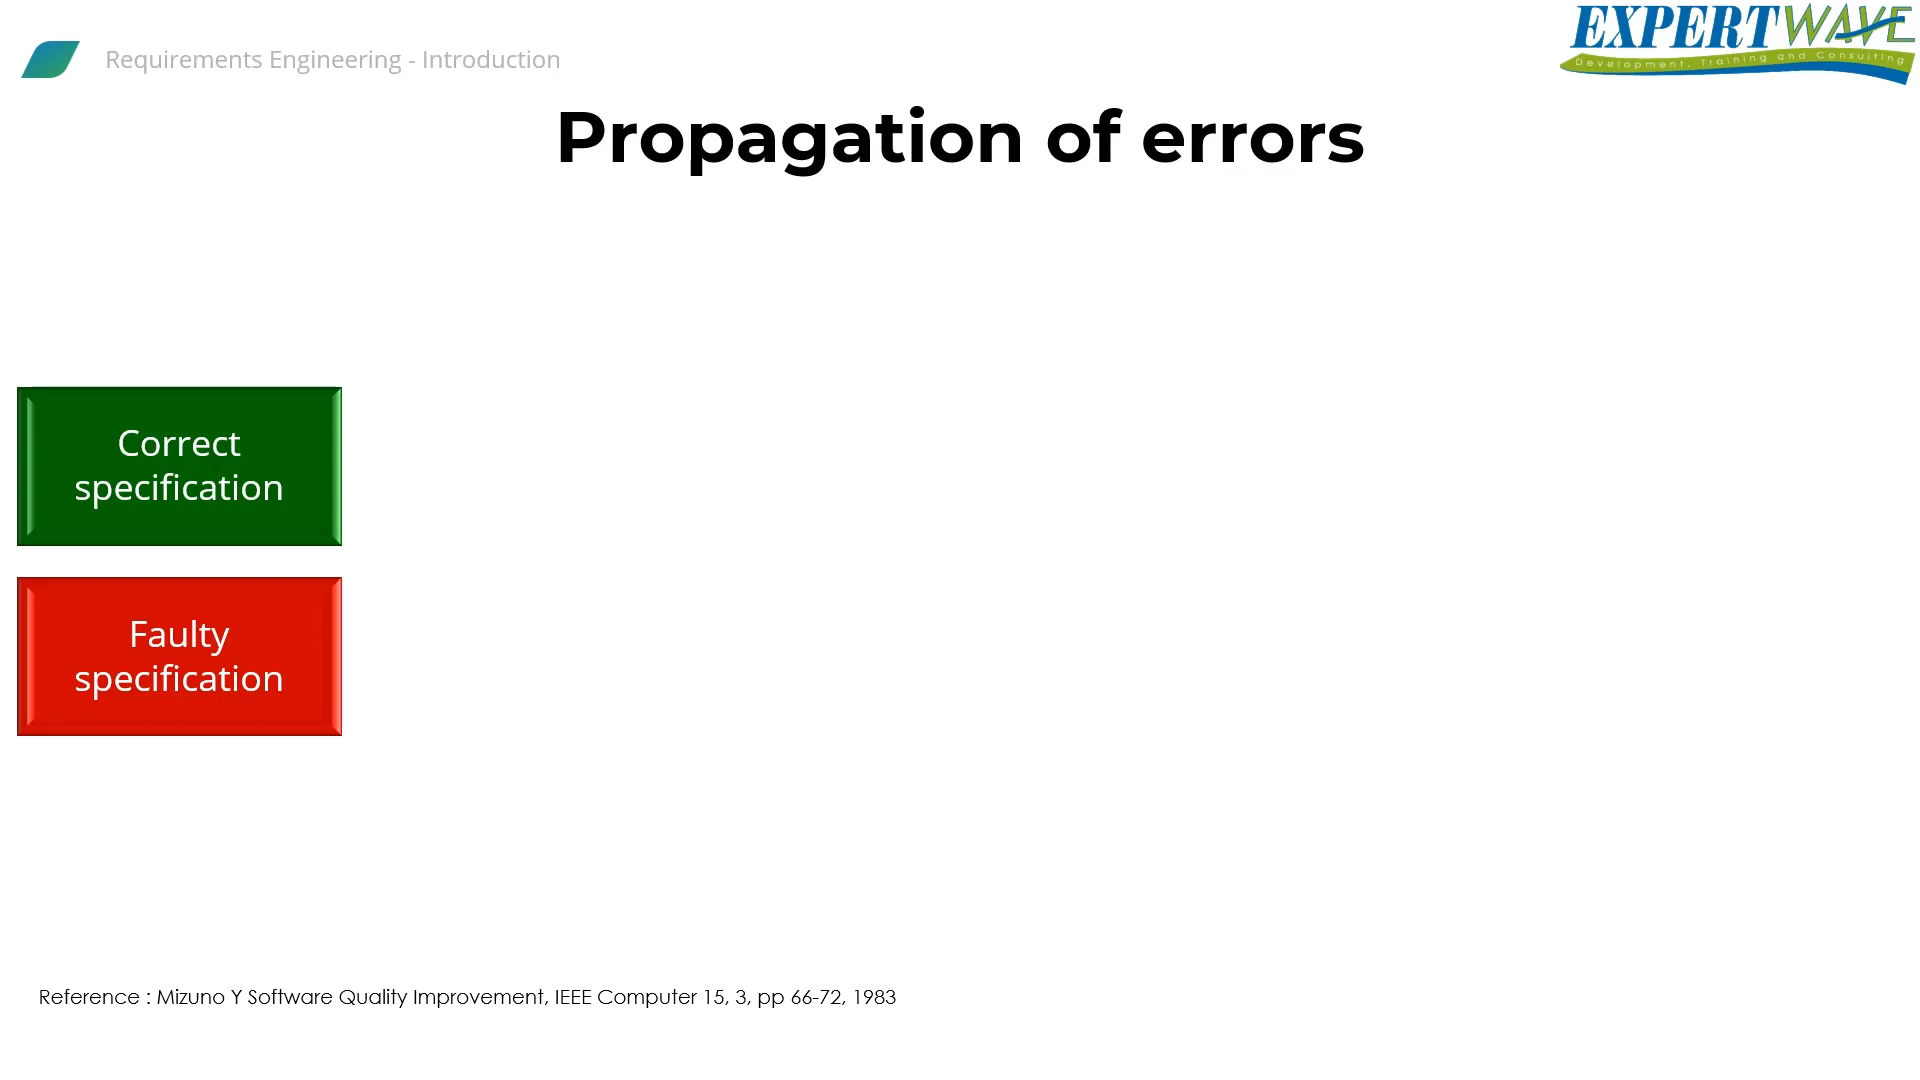 Requirements Engineering - Introduction
EXPERTWAVE
Development, Training and Consulting
Propagation of errors
Correct
specification
Faulty
specification
Reference : Mizuno Y Software Quality Improvement, IEEE Computer 15, 3, pp 66-72, 1983